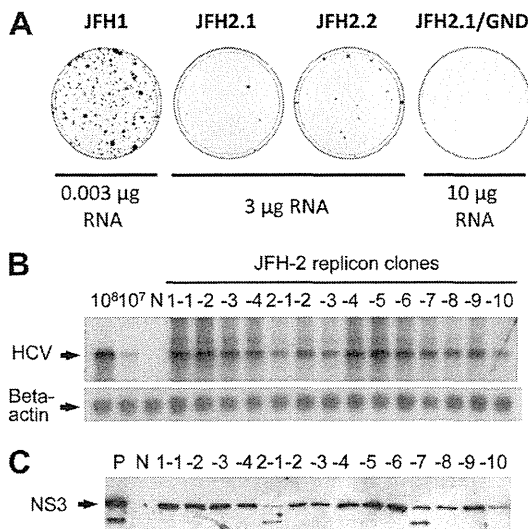 A
JFH1 JFH2.1 JFH2.2 JFH2.1/GND
0.003 µg RNA
3 µg RNA
10 µg RNA
B
JFH-2 replicon clones
10⁸ 10⁷ N 1-1 -2 -3 -4 2-1 -2 -3 -4 -5 -6 -7 -8 -9 -10
HCV
Beta-
actin
C
P N 1-1 -2 -3 -4 2-1 -2 -3 -4 -5 -6 -7 -8 -9 -10
NS3